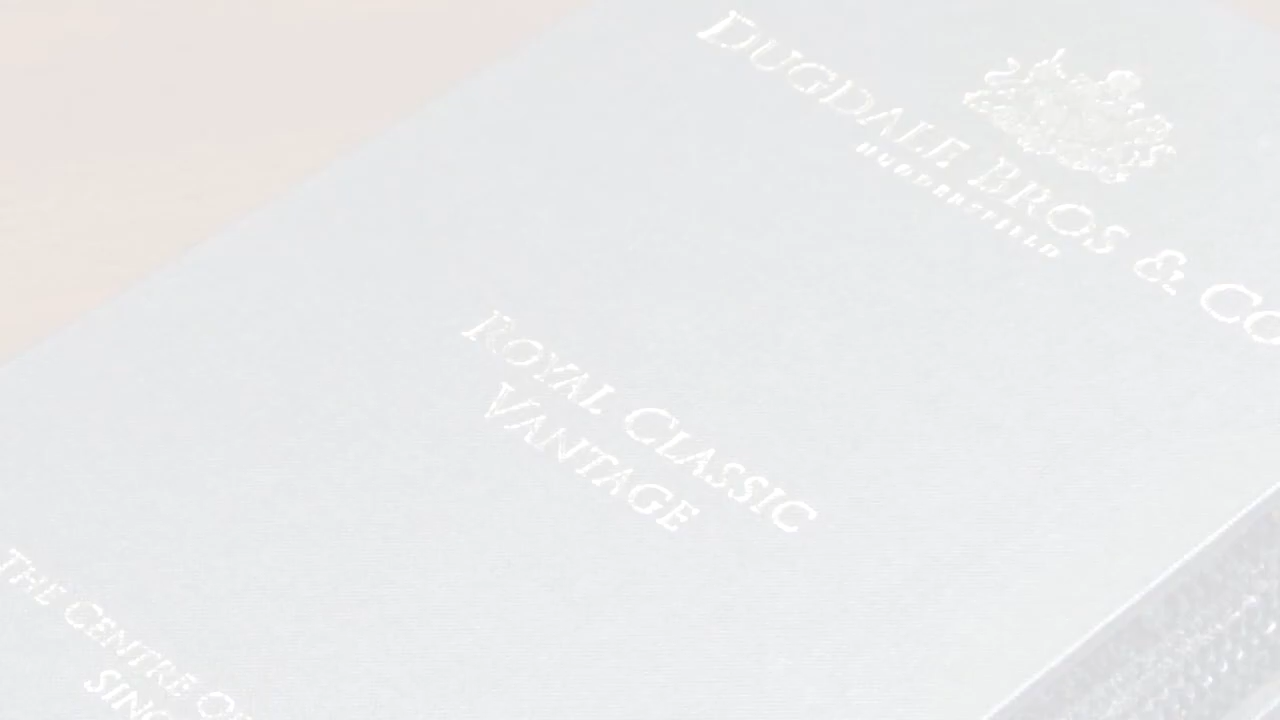 DUGDALE BROS & CO
HUDDERSFIELD
ROYAL CLASSIC
VANTAGE
THE CENTRE